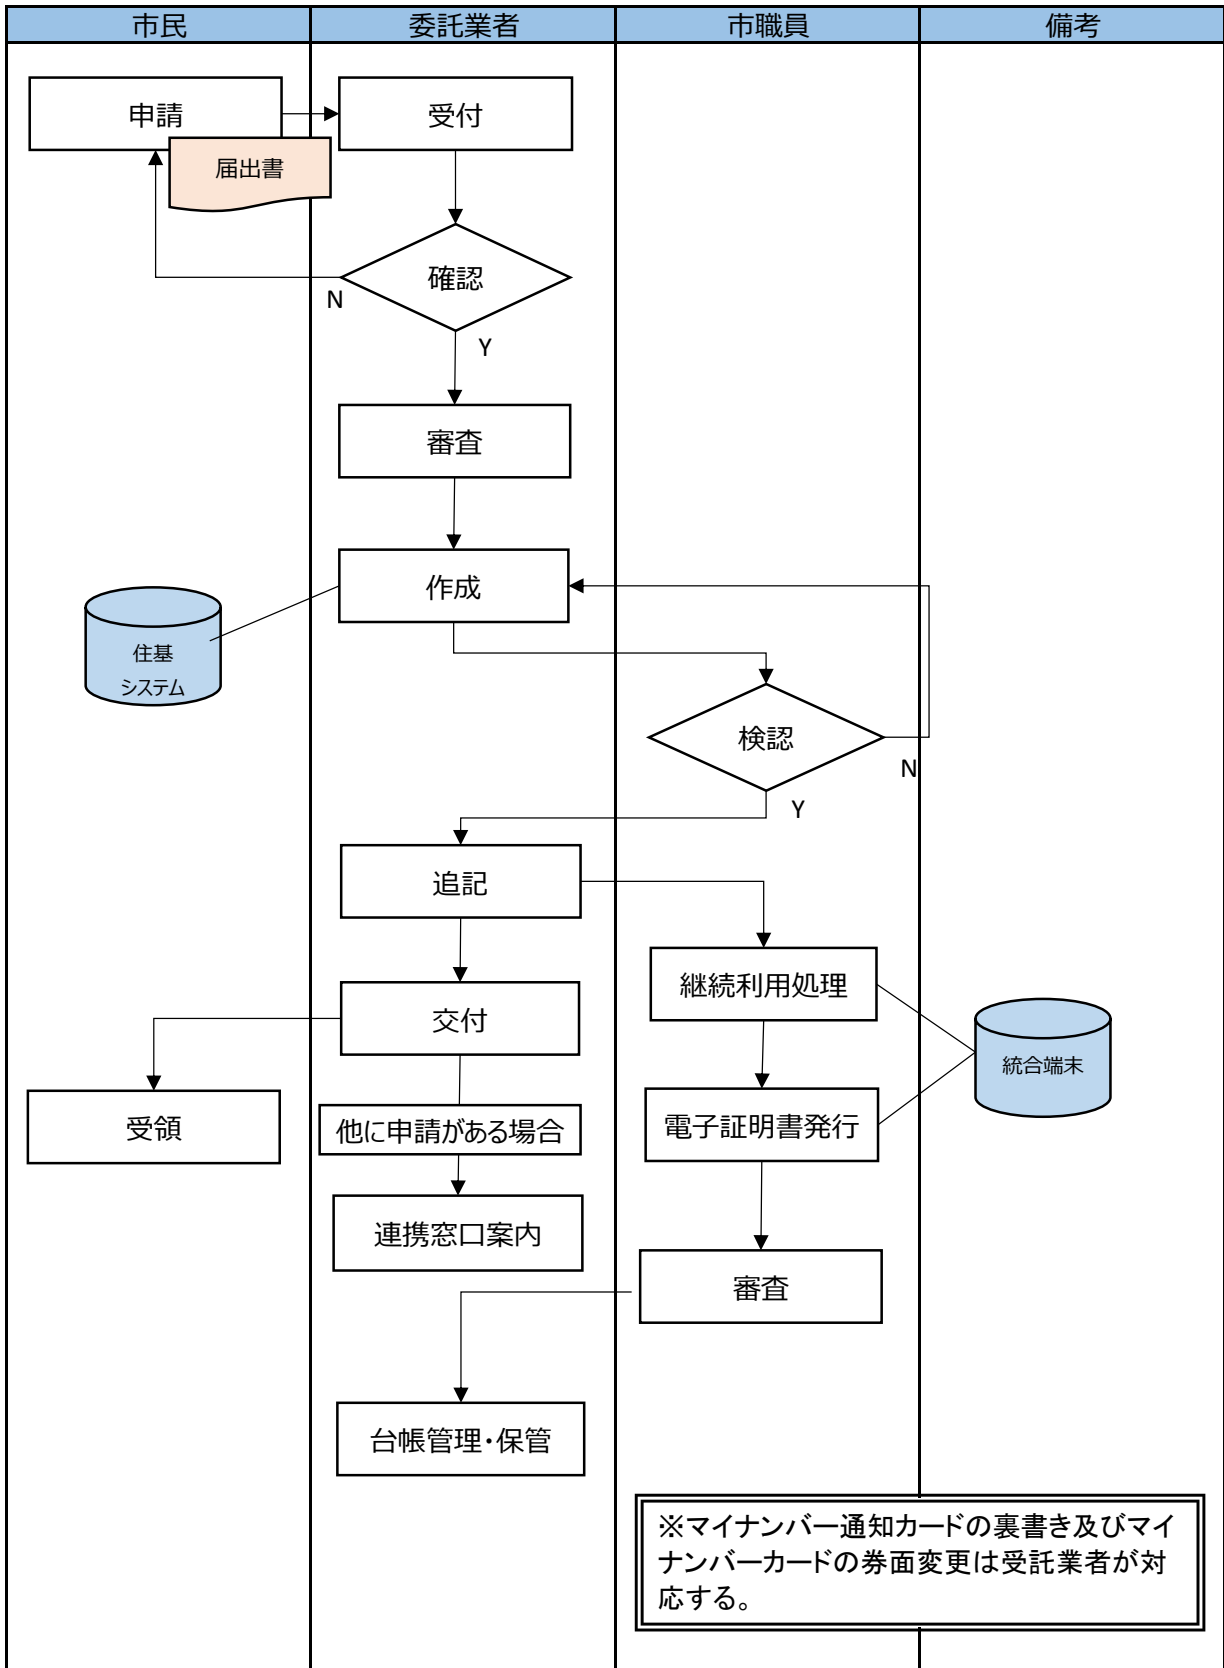 市民
委託業者
市職員
備考
申請
受付
届出書
確認
N
Y
審査
作成
住基
システム
検認
N
Y
追記
継続利用処理
交付
統合端末
受領
他に申請がある場合
電子証明書発行
連携窓口案内
審査
台帳管理・保管
※マイナンバー通知カードの裏書き及びマイ
ナンバーカードの券面変更は受託業者が対
応する。